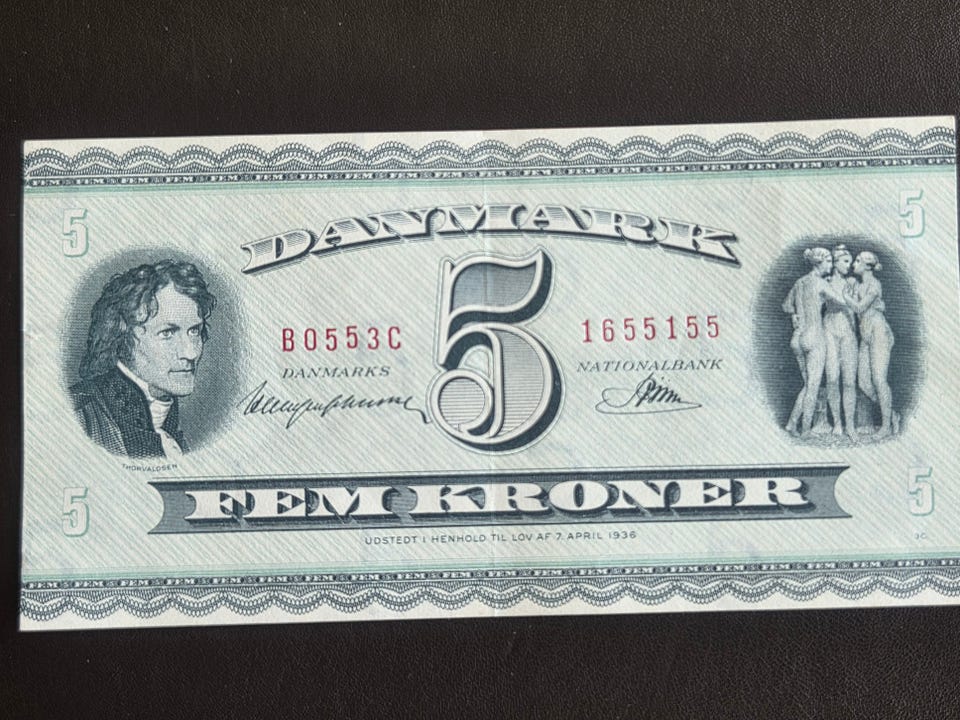 5 5
DANMARK
5
B0553C 1655155
DANMARKS NATIONALBANK
THORVALDSEN
5 5
FEM KRONER
UDSTEDT I HENHOLD TIL LOV AF 7. APRIL 1936